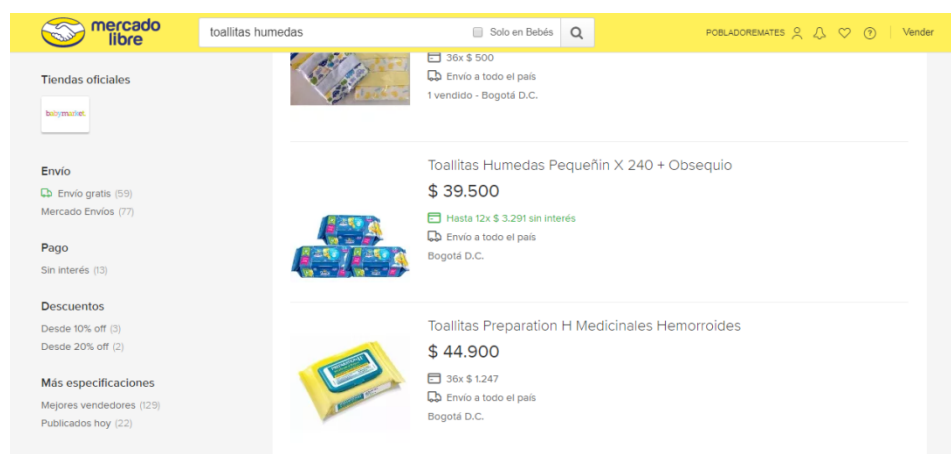 mercado
libre
toallitas humedas
Solo en Bebés
POBLADOREMATES
Vender
Tiendas oficiales
babymarket
Envío
Envío gratis (59)
Mercado Envíos (77)
Pago
Sin interés (13)
Descuentos
Desde 10% off (3)
Desde 20% off (2)
Más especificaciones
Mejores vendedores (129)
Publicados hoy (22)
36x $ 500
Envío a todo el país
1 vendido - Bogotá D.C.
Toallitas Humedas Pequeñin X 240 + Obsequio
$ 39.500
Hasta 12x $ 3.291 sin interés
Envío a todo el país
Bogotá D.C.
Toallitas Preparation H Medicinales Hemorroides
$ 44.900
36x $ 1.247
Envío a todo el país
Bogotá D.C.